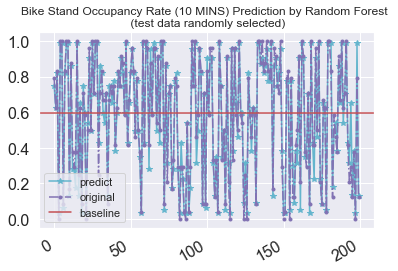 Bike Stand Occupancy Rate (10 MINS) Prediction by Random Forest
(test data randomly selected)
1.0
0.8
0.6
0.4
0.2
0.0
predict
original
baseline
0
50
100
150
200